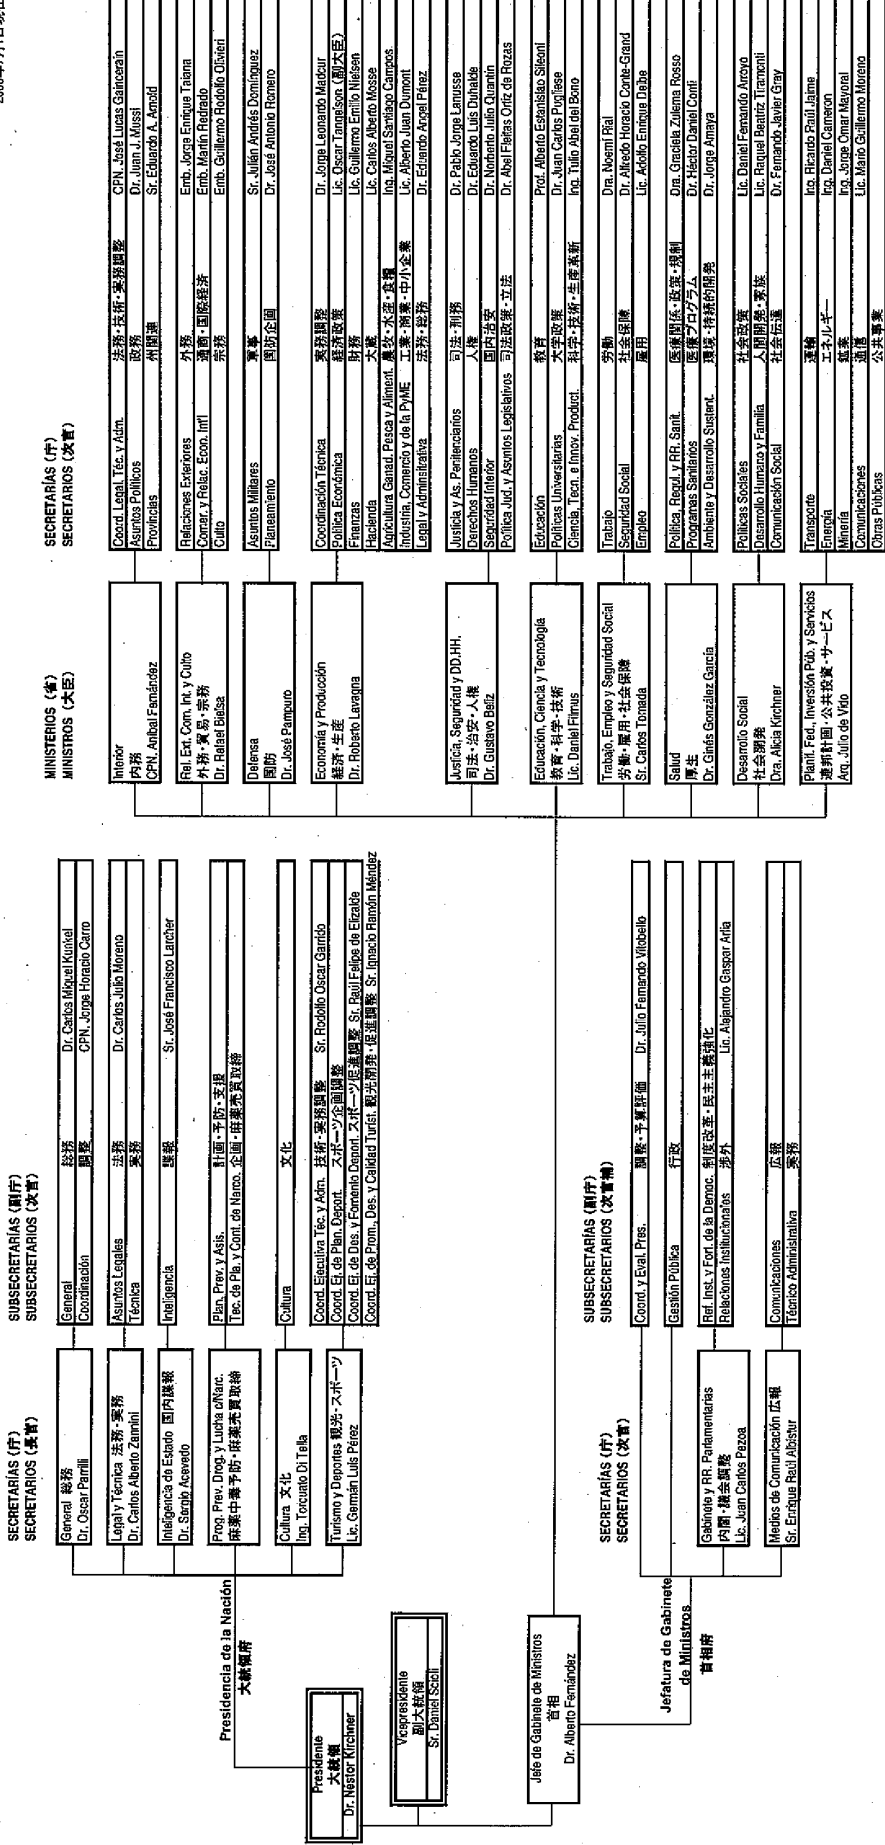 Presidente
大統領
Dr. Néstor Kirchner
Vicepresidente
副大統領
Sr. Daniel Scioli
Jefe de Gabinete de Ministros
首相
Dr. Alberto Fernández
Presidencia de la Nación
大統領府
SECRETARÍAS (庁)
SECRETARIOS (長官)
General 総務
Dr. Oscar Parrilli
Legal y Técnica 法務・実務
Dr. Carlos Alberto Zannini
Inteligencia de Estado 国内諜報
Dr. Sergio Acevedo
Prog. Prev. Drog. y Lucha c/Narc.
麻薬中毒予防・麻薬売買取締
Cultura 文化
Ing. Torcuato Di Tella
Turismo y Deportes 観光・スポーツ
Lic. Germán Luis Pérez
SUBSECRETARÍAS (副庁)
SUBSECRETARIOS (次官)
General 総務 Dr. Carlos Miguel Kunkel
Coordinación 調整 CPN. Jorge Horacio Carro
Asuntos Legales 法務 Dr. Carlos Julio Moreno
Técnica 実務
Inteligencia 諜報 Sr. José Francisco Larcher
Plan. Prev. y Asis. 計画・予防・支援
Tec. de Pla. y Cont. de Narco. 企画・麻薬売買取締
Cultura 文化
Coord. Ejecutiva Téc. y Adm. 技術・実務調整 Sr. Rodolfo Oscar Garrido
Coord. Ej. de Plan. Deport. スポーツ企画調整
Coord. Ej. de Des. y Fomento Deport. スポーツ促進調整 Sr. Raúl Felipe de Elizalde
Coord. Ej. de Prom., Des. y Calidad Turist. 観光開発・促進調整 Sr. Ignacio Ramón Méndez
Jefatura de Gabinete
de Ministros
首相府
SECRETARÍAS (庁)
SECRETARIOS (次官)
Gabinete y RR. Parlamentarias
内閣・議会調整
Lic. Juan Carlos Pezoa
Medios de Comunicación 広報
Sr. Enrique Raúl Albistur
SUBSECRETARÍAS (副庁)
SUBSECRETARIOS (次官補)
Coord. y Eval. Pres. 調整・予算評価 Dr. Julio Fernando Vitobello
Gestión Pública 行政
Ref. Inst. y Fort. de la Democ. 制度改革・民主主義強化
Relaciones Institucionales 渉外 Lic. Alejandro Gaspar Arlia
Comunicaciones 広報
Técnico Administrativa 実務
MINISTERIOS (省)
MINISTROS (大臣)
Interior
内務
CPN. Aníbal Fernández
Rel. Ext. Com. Int. y Culto
外務・貿易・宗務
Dr. Rafael Bielsa
Defensa
国防
Dr. José Pampuro
Economía y Producción
経済・生産
Dr. Roberto Lavagna
Justicia, Seguridad y DD.HH.
司法・治安・人権
Dr. Gustavo Beliz
Educación, Ciencia y Tecnología
教育・科学・技術
Lic. Daniel Filmus
Trabajo, Empleo y Seguridad Social
労働・雇用・社会保障
Sr. Carlos Tomada
Salud
厚生
Dr. Ginés González García
Desarrollo Social
社会開発
Dra. Alicia Kirchner
Planif. Fed., Inversión Púb. y Servicios
連邦計画・公共投資・サービス
Arq. Julio de Vido
SECRETARÍAS (庁)
SECRETARIOS (次官)
Coord. Legal, Téc. y Adm. 法務・技術・実務調整 CPN. José Lucas Gaincerain
Asuntos Políticos 政務 Dr. Juan J. Mussi
Provincias 州関連 Sr. Eduardo A. Arnold
Relaciones Exteriores 外務 Emb. Jorge Enrique Taiana
Comer. y Relac. Econ. Int'l 通商・国際経済 Emb. Martín Redrado
Culto 宗務 Emb. Guillermo Rodolfo Olivieri
Asuntos Militares 軍事 Sr. Julián Andrés Domínguez
Planeamiento 国防企画 Dr. José Antonio Romero
Coordinación Técnica 実務調整 Dr. Jorge Leonardo Madcur
Política Económica 経済政策 Lic. Oscar Tangelson (副大臣)
Finanzas 財務 Lic. Guillermo Emilio Nielsen
Hacienda 大蔵 Lic. Carlos Alberto Mosse
Agricultura Ganad. Pesca y Aliment. 農牧・水産・食糧 Ing. Miguel Santiago Campos
Industria, Comercio y de la PyME 工業・商業・中小企業 Lic. Alberto Juan Dumont
Legal y Administrativa 法務・総務 Dr. Eduardo Angel Pérez
Justicia y As. Penitenciarios 司法・刑務 Dr. Pablo Jorge Lanusse
Derechos Humanos 人権 Dr. Eduardo Luis Duhalde
Seguridad Interior 国内治安 Dr. Norberto Julio Quantín
Política Jud. y Asuntos Legislativos 司法政策・立法 Dr. Abel Fleitas Ortiz de Rozas
Educación 教育 Prof. Alberto Estanislao Sileoni
Políticas Universitarias 大学政策 Dr. Juan Carlos Pugliese
Ciencia, Tecn. e Innov. Product. 科学・技術・生産革新 Ing. Tulio Abel del Bono
Trabajo 労働 Dra. Noemí Rial
Seguridad Social 社会保障 Dr. Alfredo Horacio Conte-Grand
Empleo 雇用 Lic. Adolfo Enrique Deibe
Política, Regul. y RR. Sanit. 医療関係・政策・規制 Dra. Graciela Zulema Rosso
Programas Sanitarios 医療プログラム Dr. Héctor Daniel Conti
Ambiente y Desarrollo Sustent. 環境・持続的開発 Dr. Jorge Amaya
Políticas Sociales 社会政策 Lic. Daniel Fernando Arroyo
Desarrollo Humano y Familia 人間開発・家族 Lic. Raquel Beatriz Tiramonti
Comunicación Social 社会伝達 Dr. Fernando Javier Gray
Transporte 運輸 Ing. Ricardo Raúl Jaime
Energía エネルギー Ing. Daniel Cameron
Minería 鉱業 Ing. Jorge Omar Mayoral
Comunicaciones 通信 Lic. Mario Guillermo Moreno
Obras Públicas 公共事業